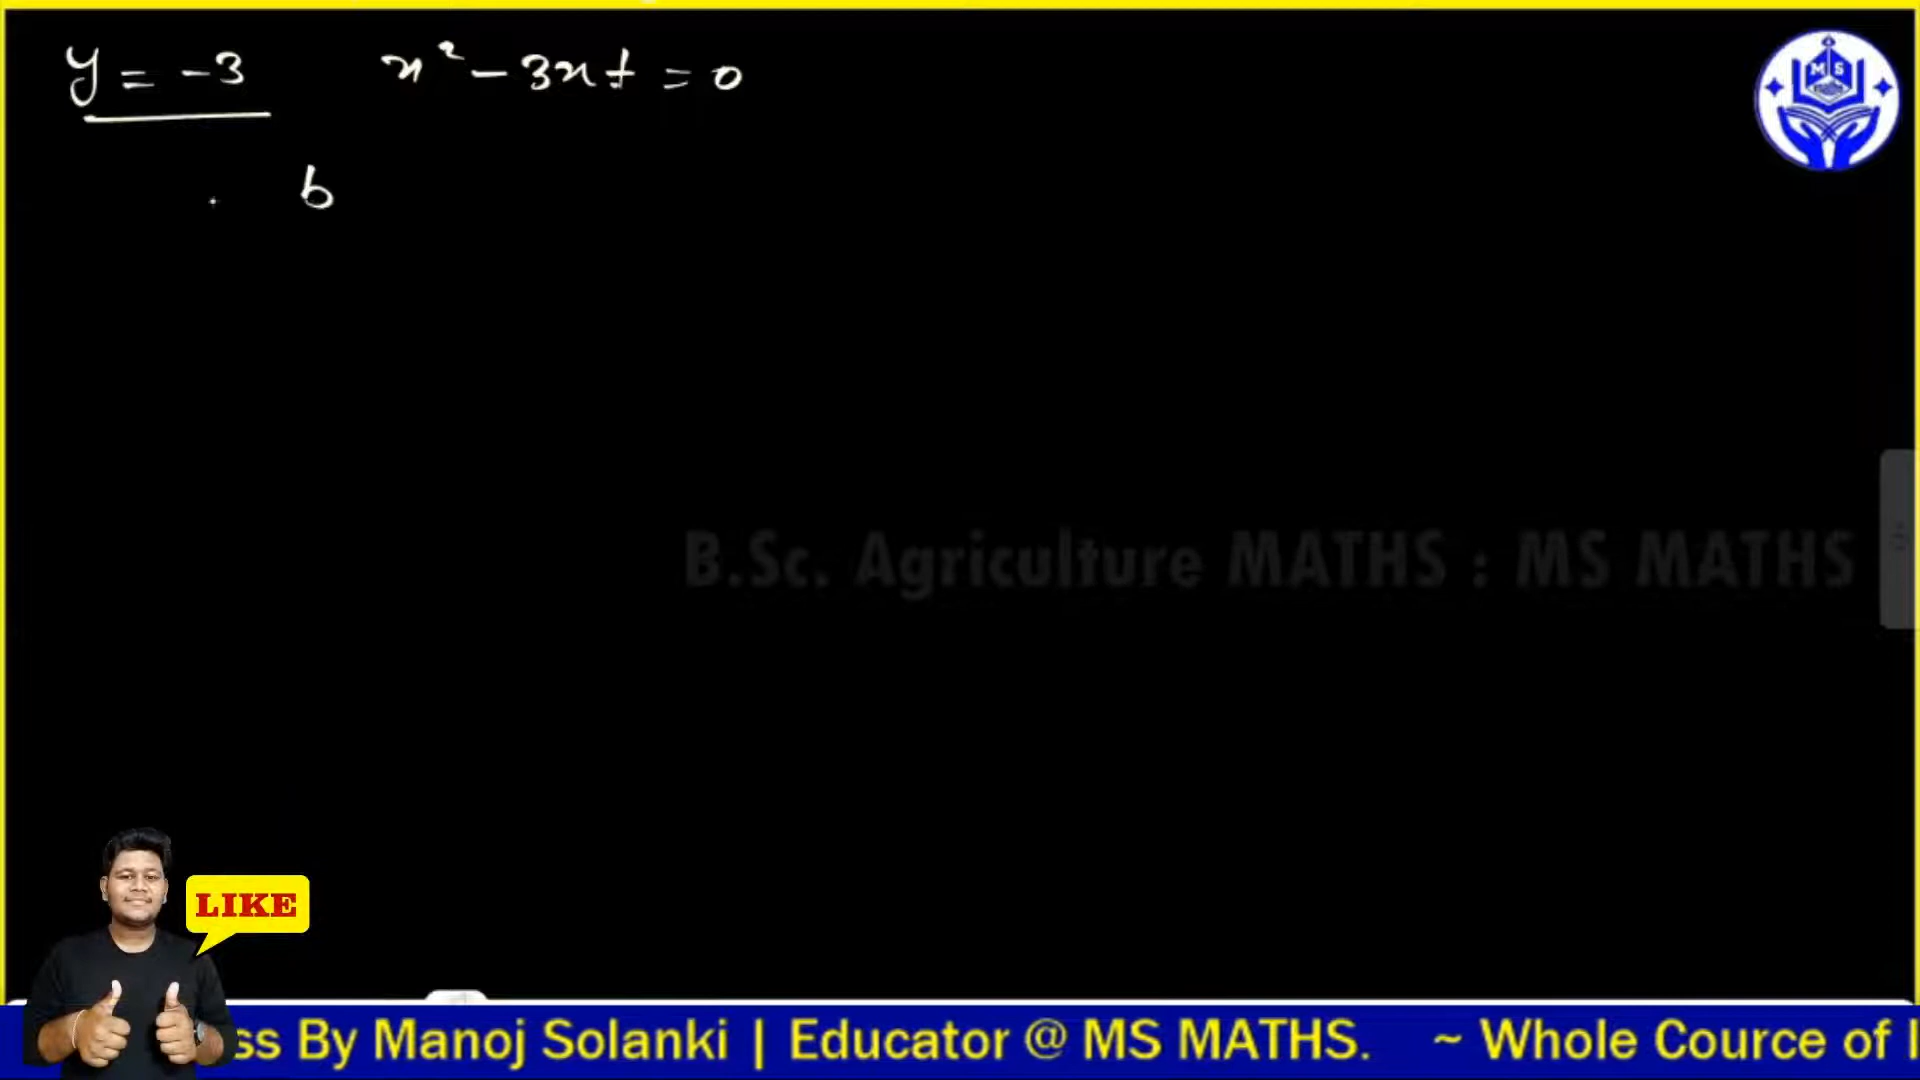 y = -3 x² - 3x + = 0
b
M S
B.Sc. Agriculture MATHS : MS MATHS
LIKE
ss By Manoj Solanki | Educator @ MS MATHS. ~ Whole Cource of